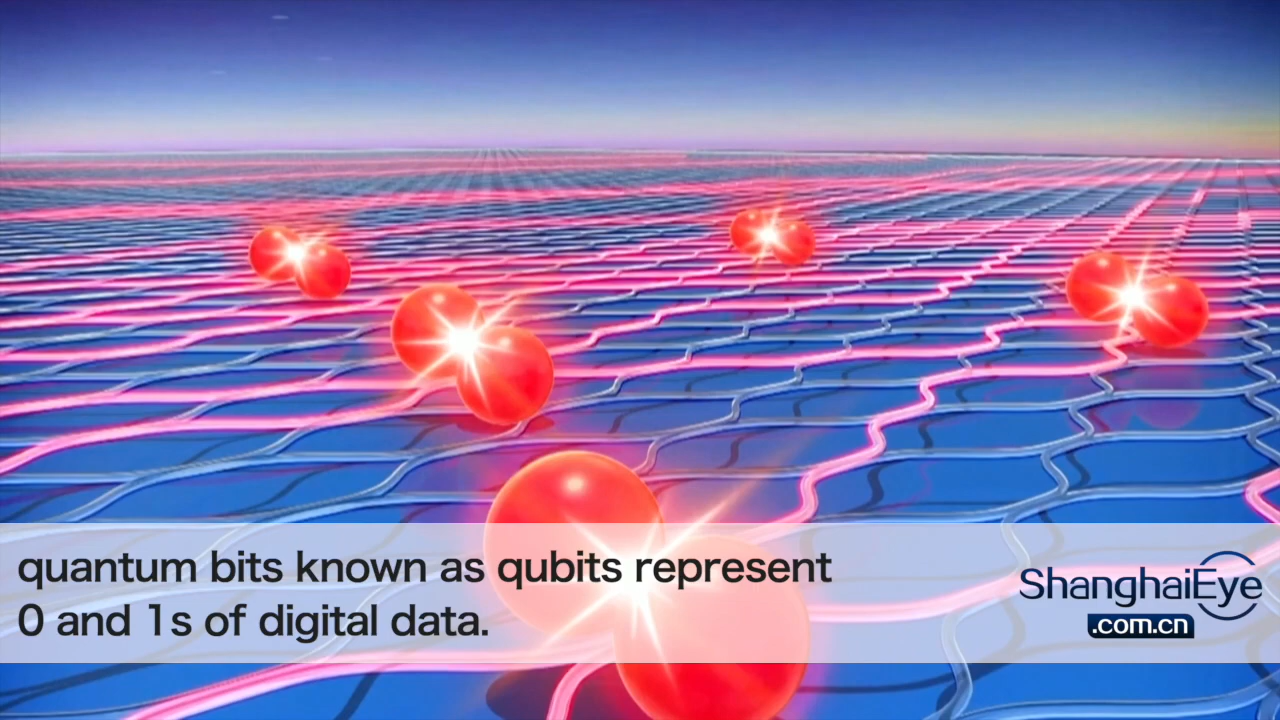 quantum bits known as qubits represent
0 and 1s of digital data.
ShanghaiEye
.com.cn